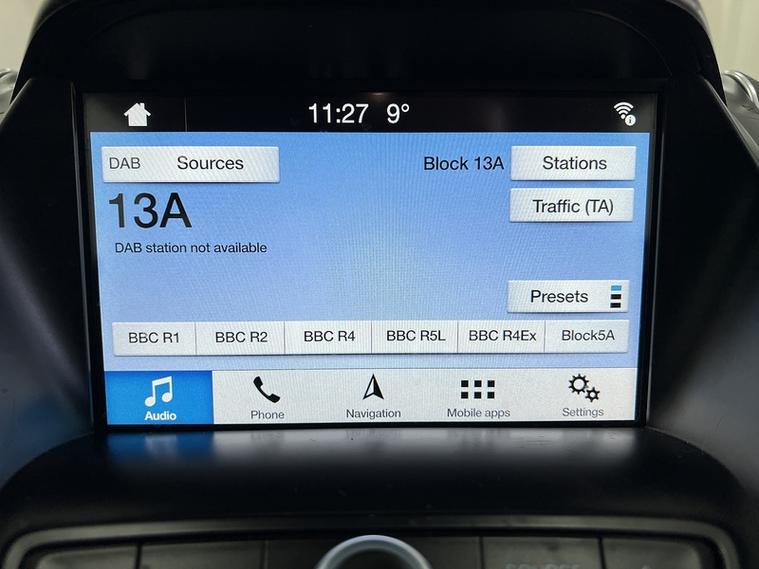 11:27 9°
DAB Sources
Block 13A Stations
13A
Traffic (TA)
DAB station not available
Presets
BBC R1 BBC R2 BBC R4 BBC R5L BBC R4Ex Block5A
Audio Phone Navigation Mobile apps Settings